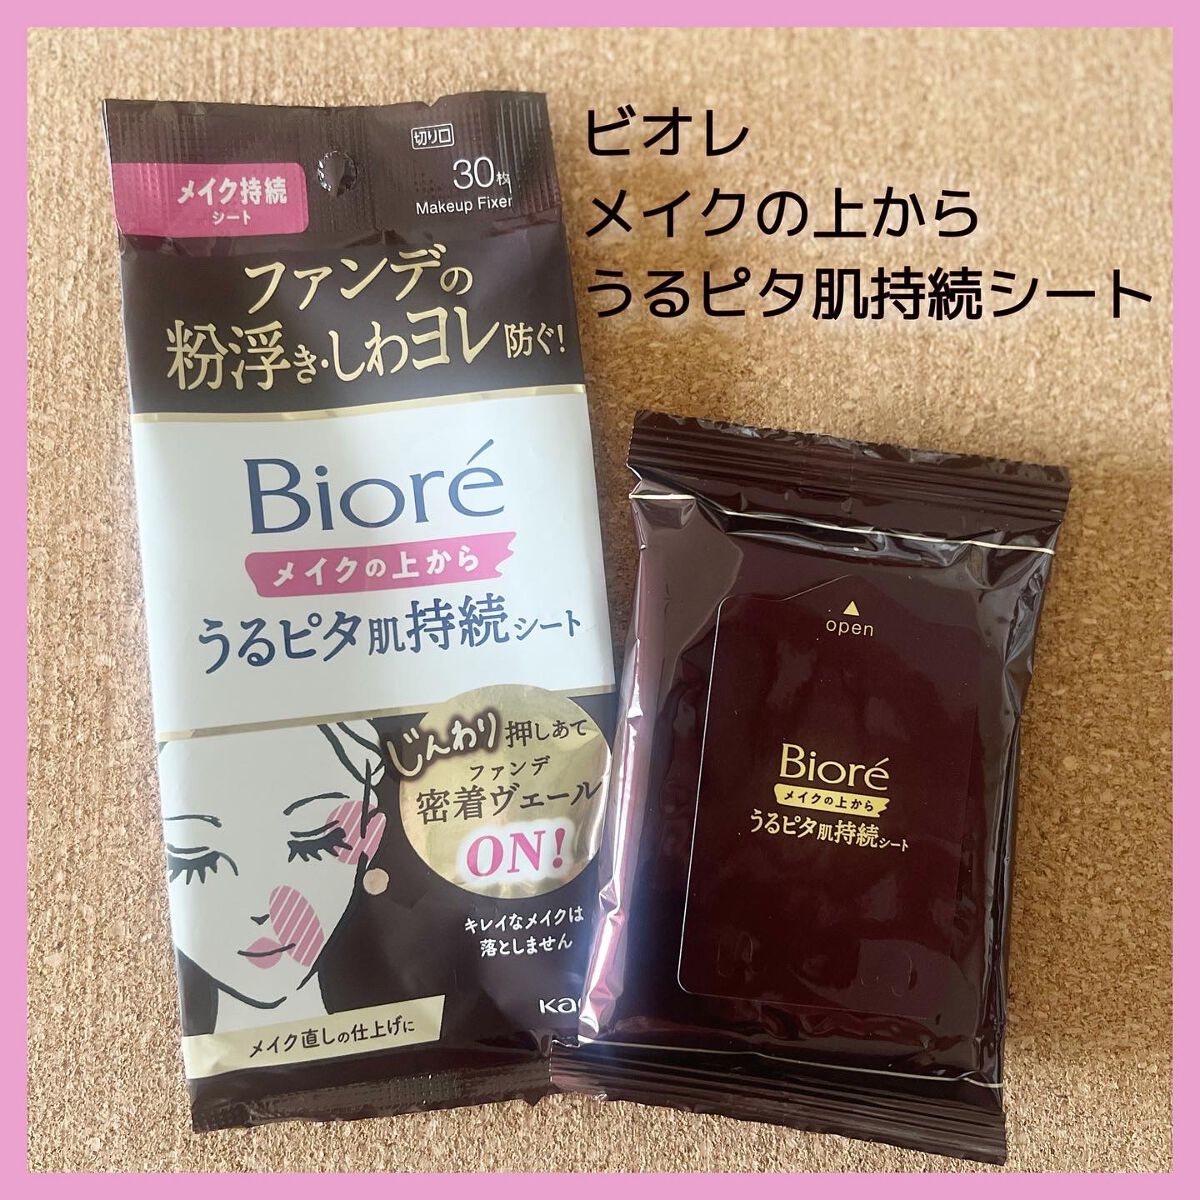 ビオレ
メイクの上から
うるピタ肌持続シート
切り口
30枚
Makeup Fixer
メイク持続
シート
ファンデの
粉浮き・しわヨレ防ぐ!
Bioré
メイクの上から
うるピタ肌持続シート
じんわり押しあて
ファンデ
密着ヴェール
ON!
キレイなメイクは
落としません
Kao
メイク直しの仕上げに
open
Bioré
メイクの上から
うるピタ肌持続シート